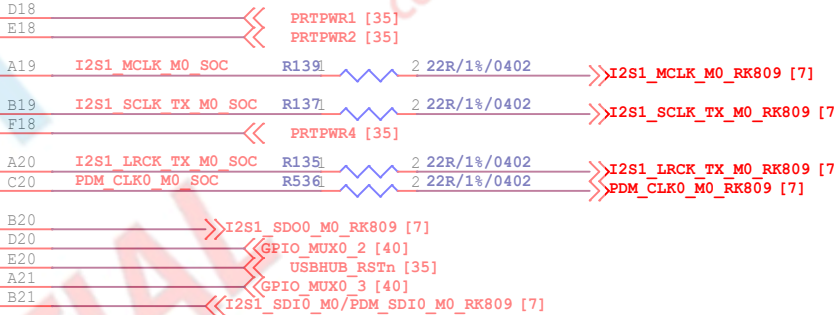 D18 PRTPWR1 [35]
E18 PRTPWR2 [35]
A19 I2S1_MCLK_M0_SOC R139 1 2 22R/1%/0402 I2S1_MCLK_M0_RK809 [7]
B19 I2S1_SCLK_TX_M0_SOC R137 1 2 22R/1%/0402 I2S1_SCLK_TX_M0_RK809 [7
F18 PRTPWR4 [35]
A20 I2S1_LRCK_TX_M0_SOC R135 1 2 22R/1%/0402 I2S1_LRCK_TX_M0_RK809 [7
C20 PDM_CLK0_M0_SOC R536 1 2 22R/1%/0402 PDM_CLK0_M0_RK809 [7]
B20 I2S1_SDO0_M0_RK809 [7]
D20 GPIO_MUX0_2 [40]
E20 USBHUB_RSTn [35]
A21 GPIO_MUX0_3 [40]
B21 I2S1_SDI0_M0/PDM_SDI0_M0_RK809 [7]